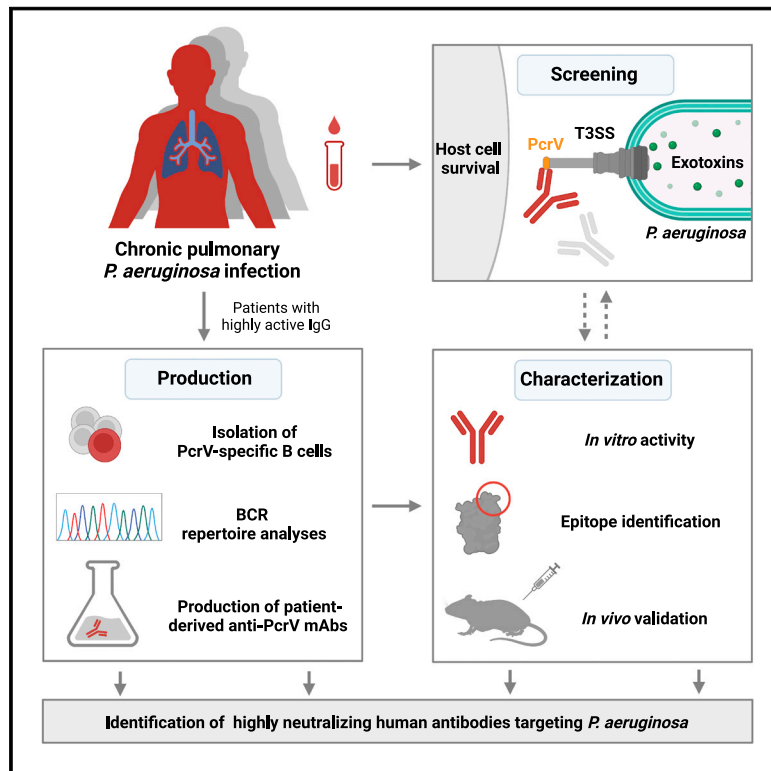 Chronic pulmonary
P. aeruginosa infection
Screening
Host cell
survival
PcrV
T3SS
Exotoxins
P. aeruginosa
Patients with
highly active IgG
Production
Isolation of
PcrV-specific B cells
BCR
repertoire analyses
Production of patient-
derived anti-PcrV mAbs
Characterization
In vitro activity
Epitope identification
In vivo validation
Identification of highly neutralizing human antibodies targeting P. aeruginosa